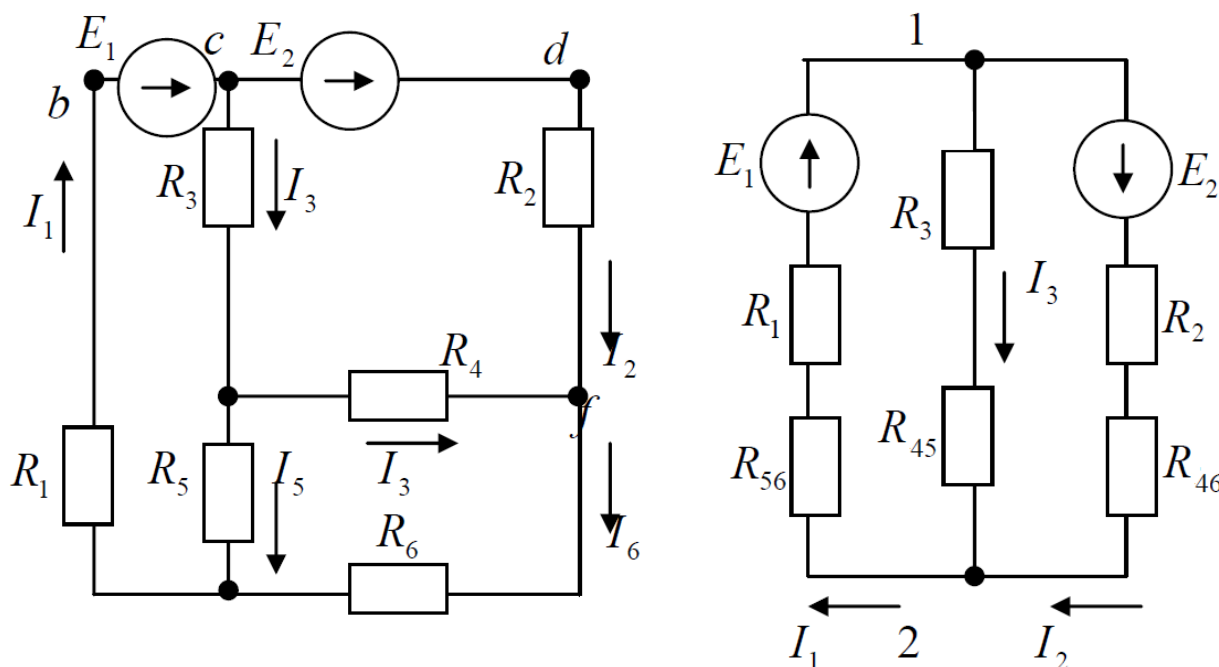 E₁ c E₂ d
b
R₃ I₃ R₂
I₁
R₄ I₂
f
R₁ R₅ I₅ I₃
R₆ I₆
1
E₁ E₂
R₃
I₃
R₁ R₂
R₅₆ R₄₅ R₄₆
I₁ 2 I₂